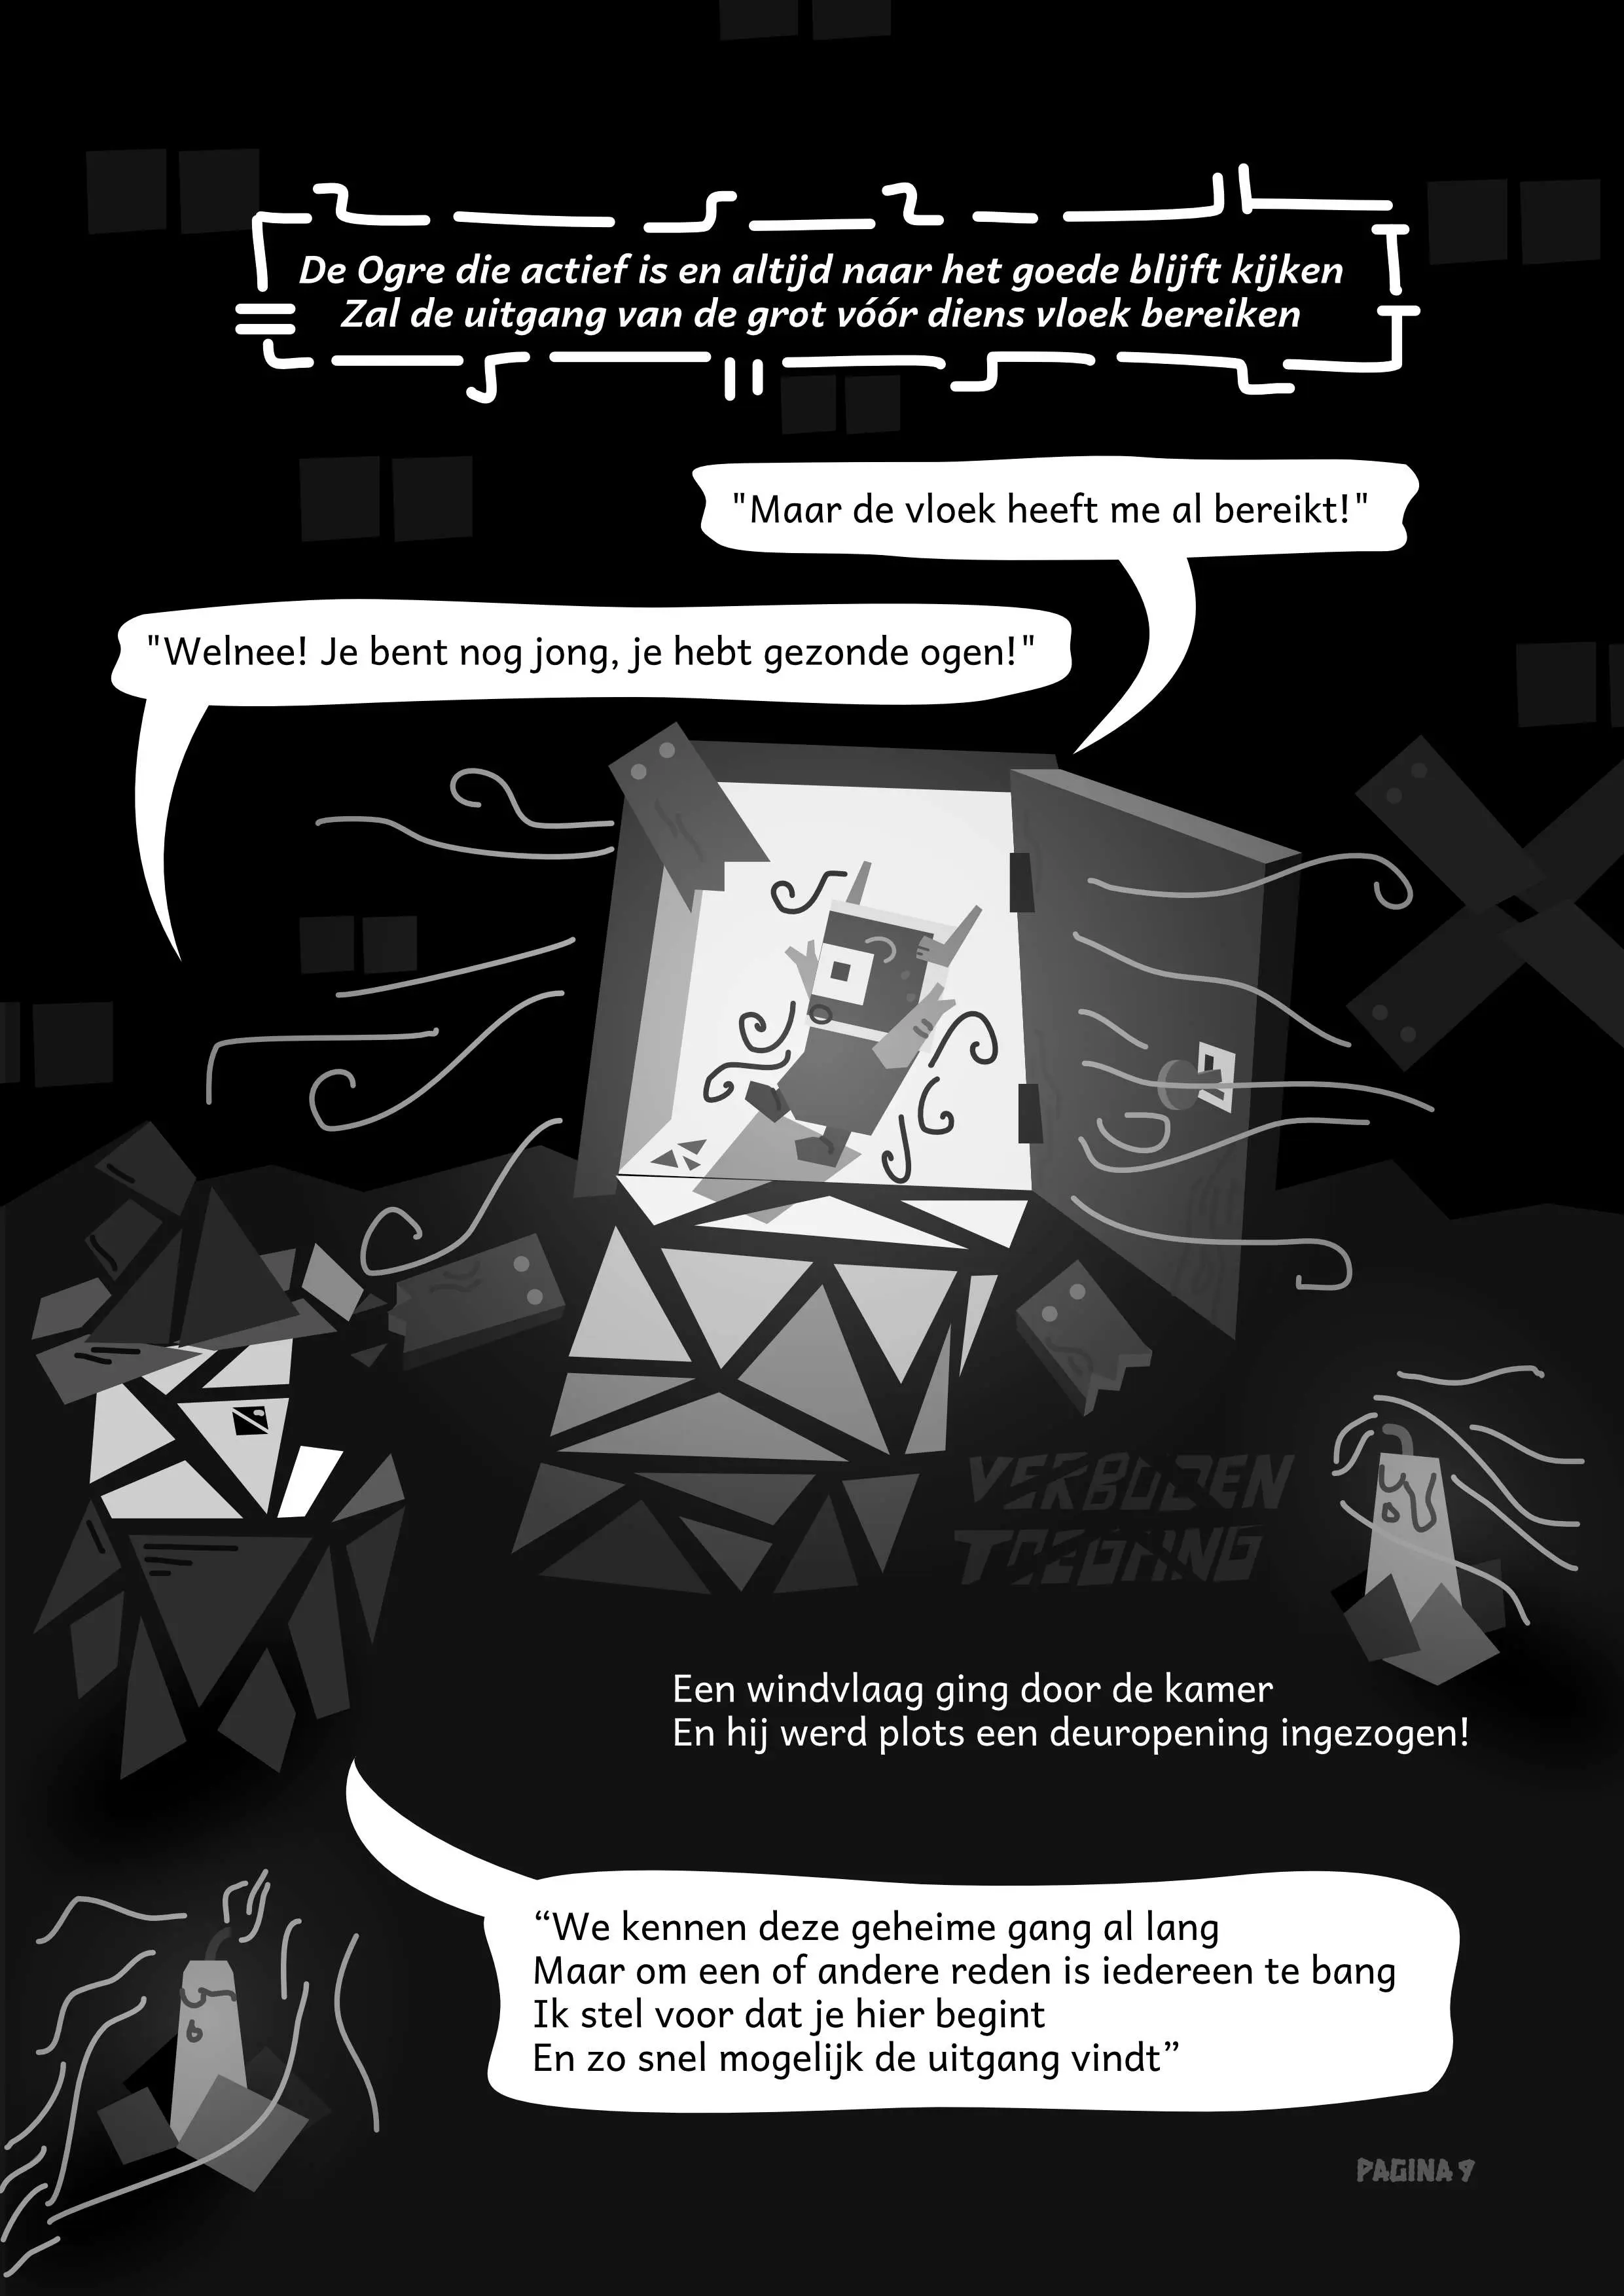 De Ogre die actief is en altijd naar het goede blijft kijken
Zal de uitgang van de grot vóór diens vloek bereiken
"Maar de vloek heeft me al bereikt!"
"Welnee! Je bent nog jong, je hebt gezonde ogen!"
VERBODEN
TOEGANG
Een windvlaag ging door de kamer
En hij werd plots een deuropening ingezogen!
“We kennen deze geheime gang al lang
Maar om een of andere reden is iedereen te bang
Ik stel voor dat je hier begint
En zo snel mogelijk de uitgang vindt”
PAGINA 9